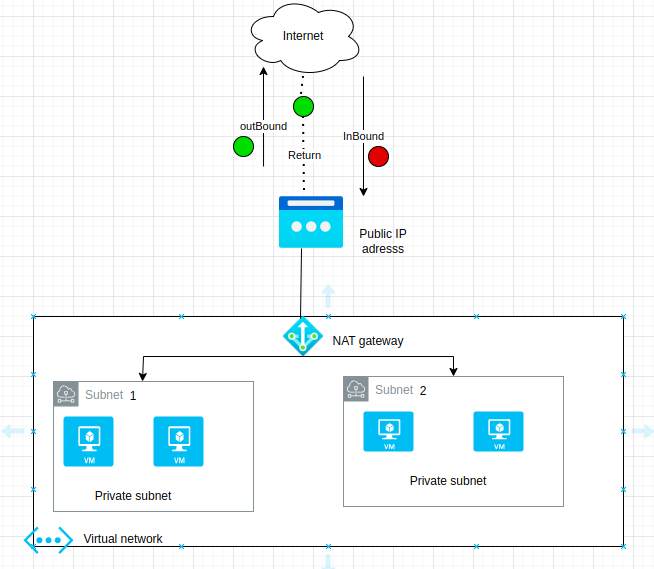 Internet
outBound
InBound
Return
Public IP
adresss
NAT gateway
Subnet 1
Subnet 2
VM
VM
VM
VM
Private subnet
Private subnet
Virtual network